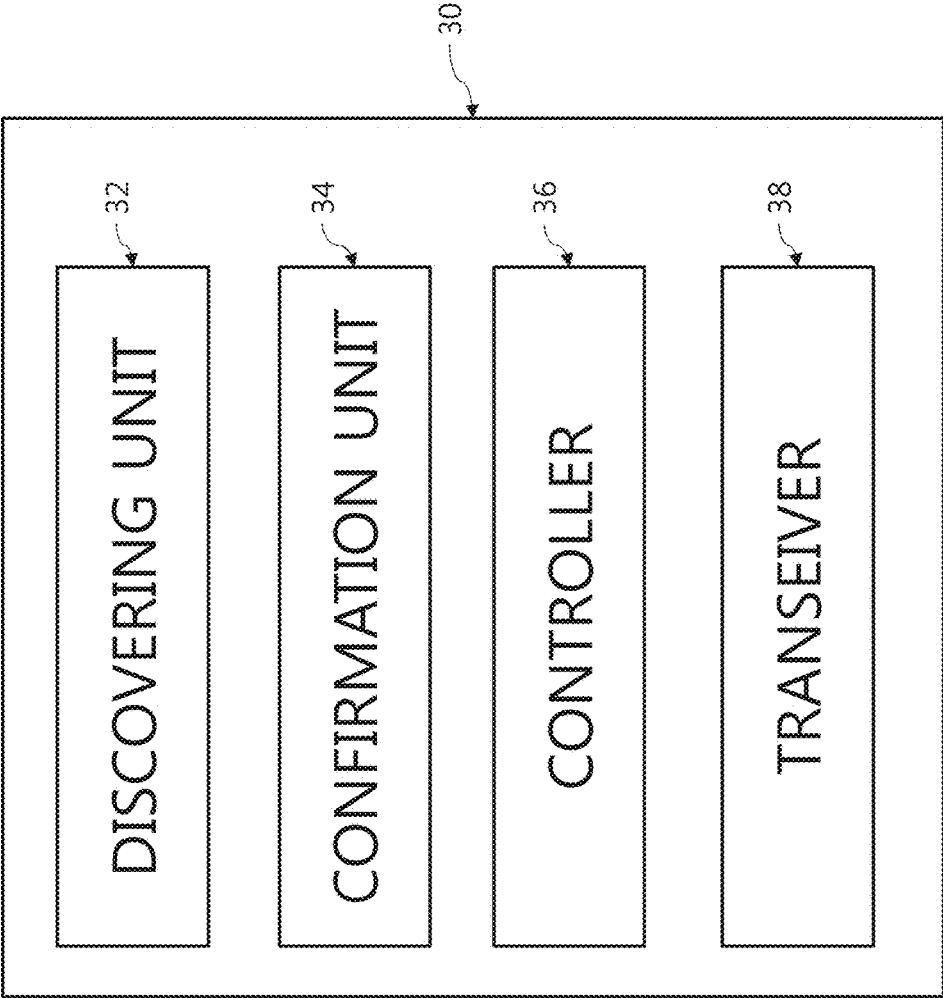 30
DISCOVERING UNIT
32
CONFIRMATION UNIT
34
CONTROLLER
36
TRANSEIVER
38